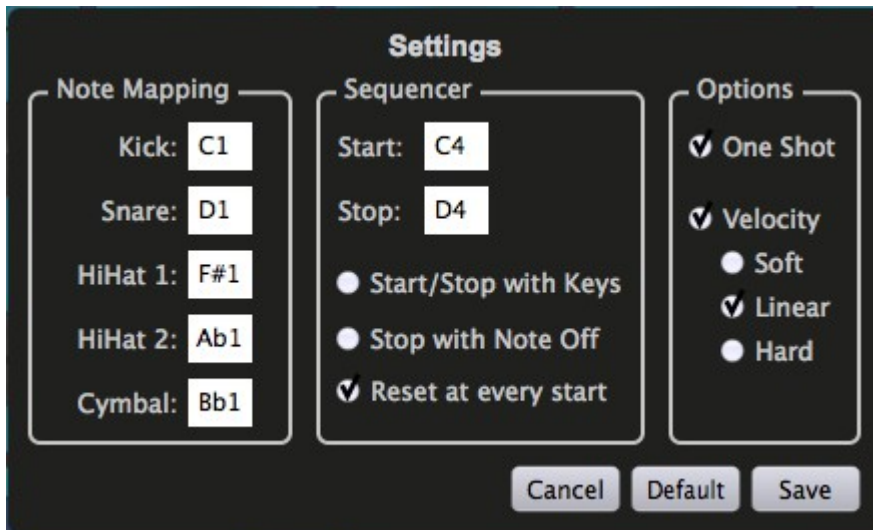 Settings
Note Mapping
Kick: C1
Snare: D1
HiHat 1: F#1
HiHat 2: Ab1
Cymbal: Bb1
Sequencer
Start: C4
Stop: D4
Start/Stop with Keys
Stop with Note Off
Reset at every start
Options
One Shot
Velocity
Soft
Linear
Hard
Cancel
Default
Save